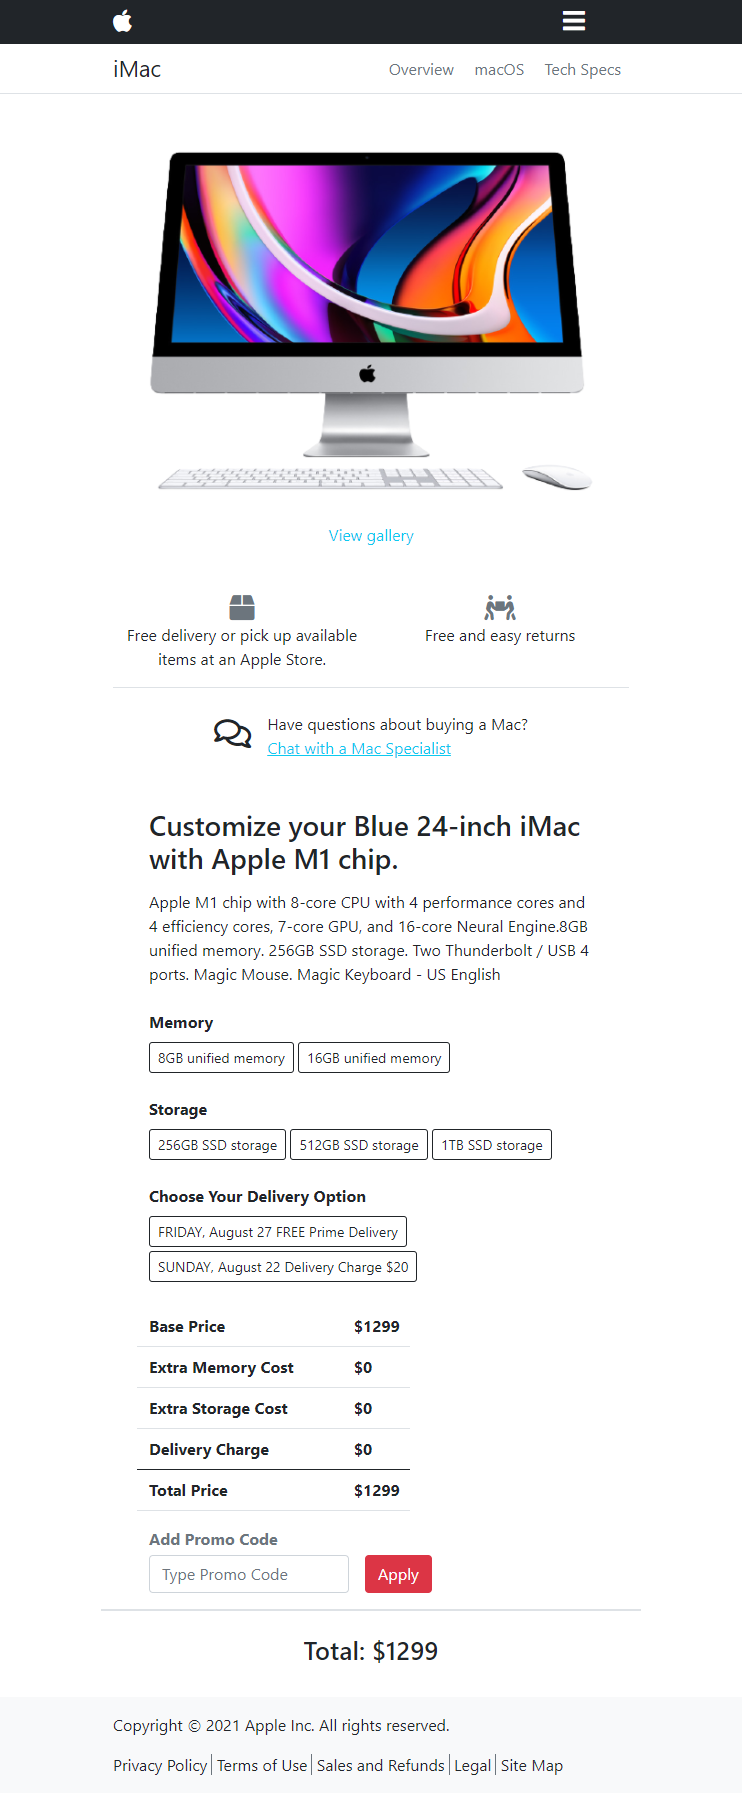 iMac
Overview macOS Tech Specs
View gallery
Free delivery or pick up available
items at an Apple Store.
Free and easy returns
Have questions about buying a Mac?
Chat with a Mac Specialist
Customize your Blue 24-inch iMac
with Apple M1 chip.
Apple M1 chip with 8-core CPU with 4 performance cores and
4 efficiency cores, 7-core GPU, and 16-core Neural Engine.8GB
unified memory. 256GB SSD storage. Two Thunderbolt / USB 4
ports. Magic Mouse. Magic Keyboard - US English
Memory
8GB unified memory 16GB unified memory
Storage
256GB SSD storage 512GB SSD storage 1TB SSD storage
Choose Your Delivery Option
FRIDAY, August 27 FREE Prime Delivery
SUNDAY, August 22 Delivery Charge $20
Base Price $1299
Extra Memory Cost $0
Extra Storage Cost $0
Delivery Charge $0
Total Price $1299
Add Promo Code
Type Promo Code Apply
Total: $1299
Copyright © 2021 Apple Inc. All rights reserved.
Privacy Policy Terms of Use Sales and Refunds Legal Site Map